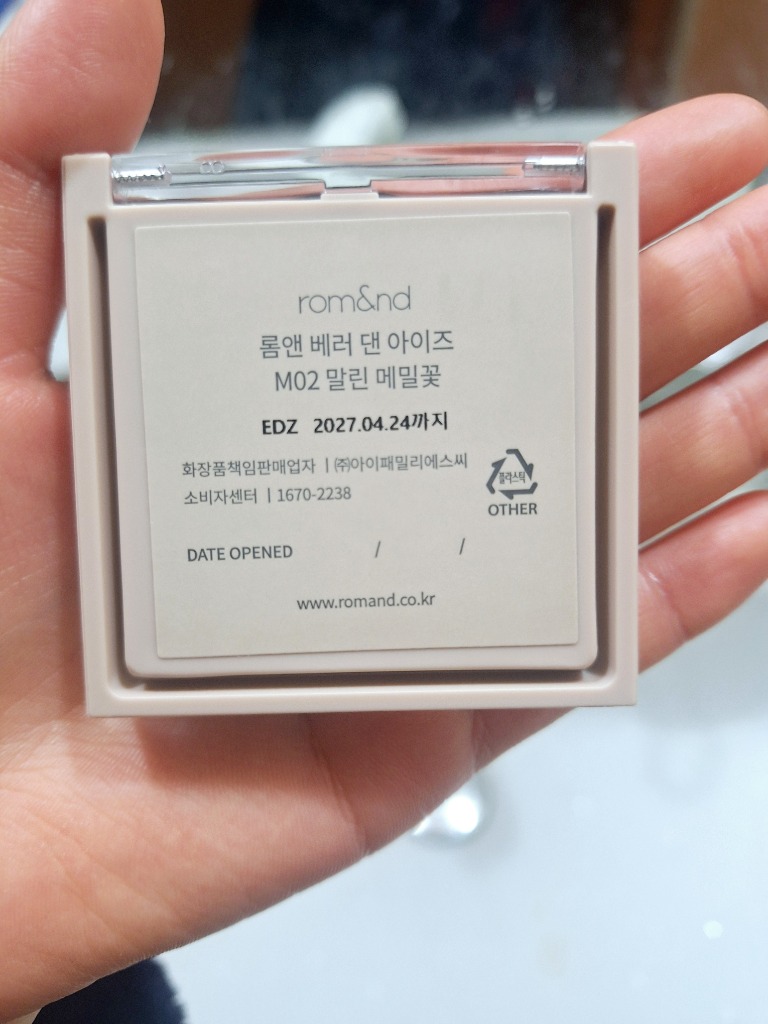 rom&nd
롬앤 베러 댄 아이즈
M02 말린 메밀꽃
EDZ 2027.04.24까지
화장품책임판매업자 ㅣ㈜아이패밀리에스씨
소비자센터 ㅣ1670-2238
플라스틱
OTHER
DATE OPENED / /
www.romand.co.kr